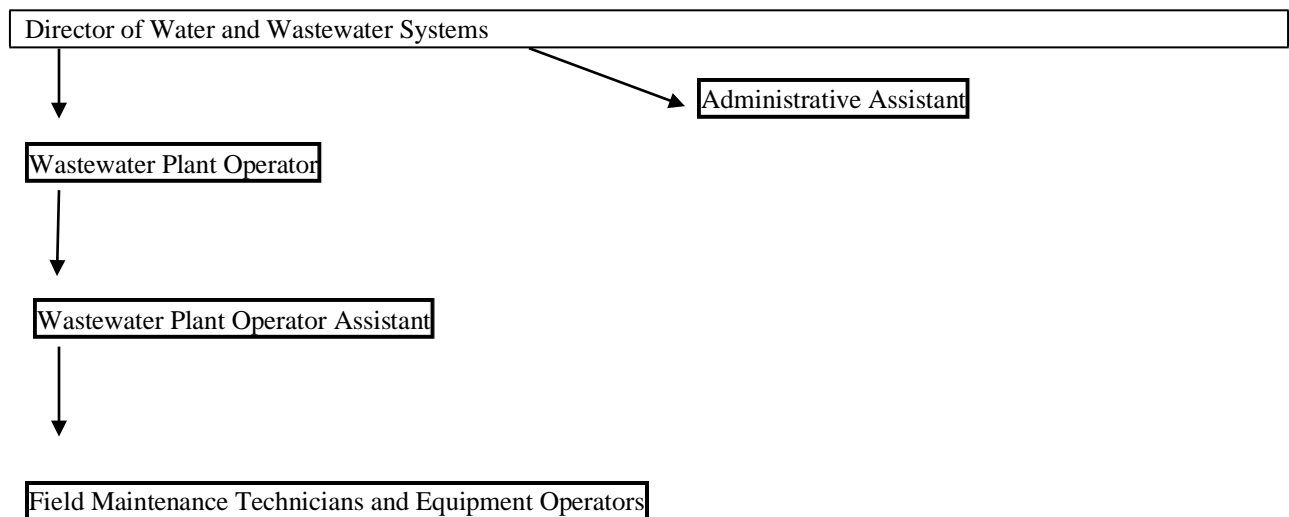 Director of Water and Wastewater Systems
Administrative Assistant
Wastewater Plant Operator
Wastewater Plant Operator Assistant
Field Maintenance Technicians and Equipment Operators